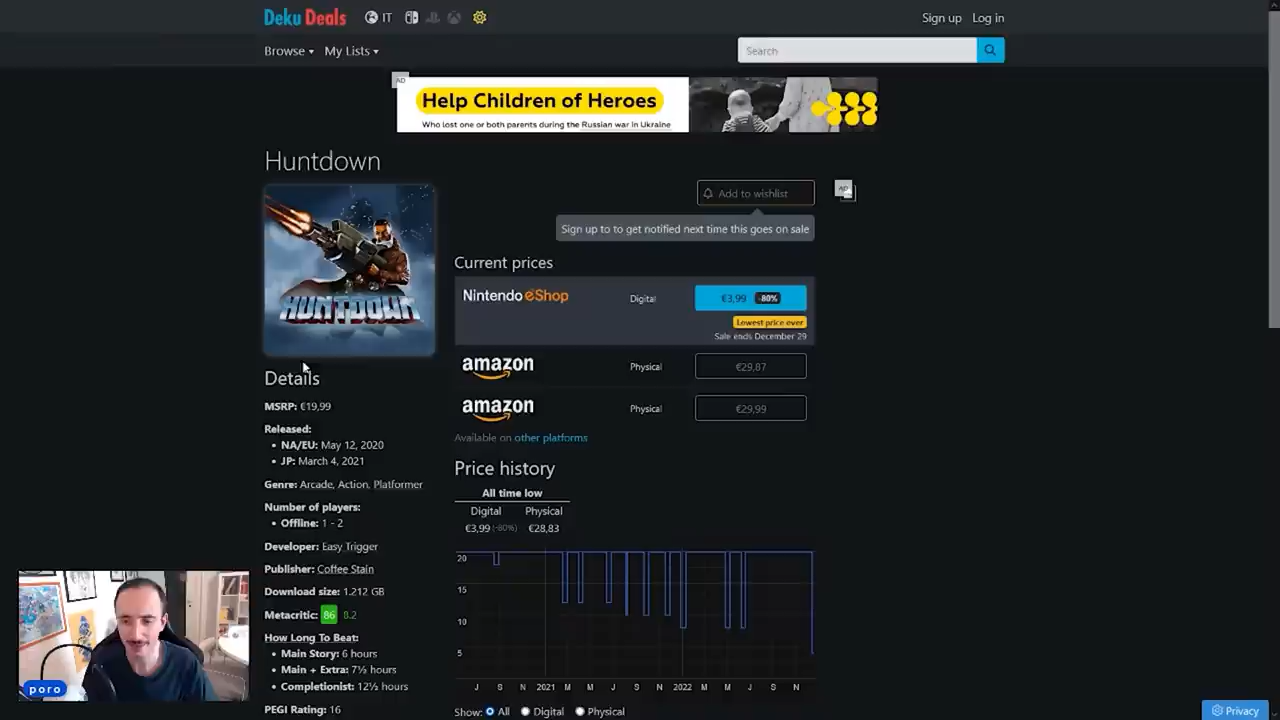 Deku Deals
IT
Sign up
Log in
Browse
My Lists
Search
AD
Help Children of Heroes
Who lost one or both parents during the Russian war in Ukraine
Huntdown
Add to wishlist
AD
Sign up to to get notified next time this goes on sale
HUNTDOWN
Current prices
Nintendo eShop
Digital
€3,99 -80%
Lowest price ever
Sale ends December 29
amazon
Physical
€29,87
amazon
Physical
€29,99
Available on other platforms
Details
MSRP: €19,99
Released:
• NA/EU: May 12, 2020
• JP: March 4, 2021
Genre: Arcade, Action, Platformer
Number of players:
• Offline: 1 - 2
Developer: Easy Trigger
Publisher: Coffee Stain
Download size: 1.212 GB
Metacritic: 86 8.2
How Long To Beat:
• Main Story: 6 hours
• Main + Extra: 7½ hours
• Completionist: 12½ hours
PEGI Rating: 16
Price history
All time low
Digital Physical
€3,99 (-80%) €28,83
20
15
10
5
J S N 2021 M M J S N 2022 M M J S N
Show: All Digital Physical
poro
Privacy